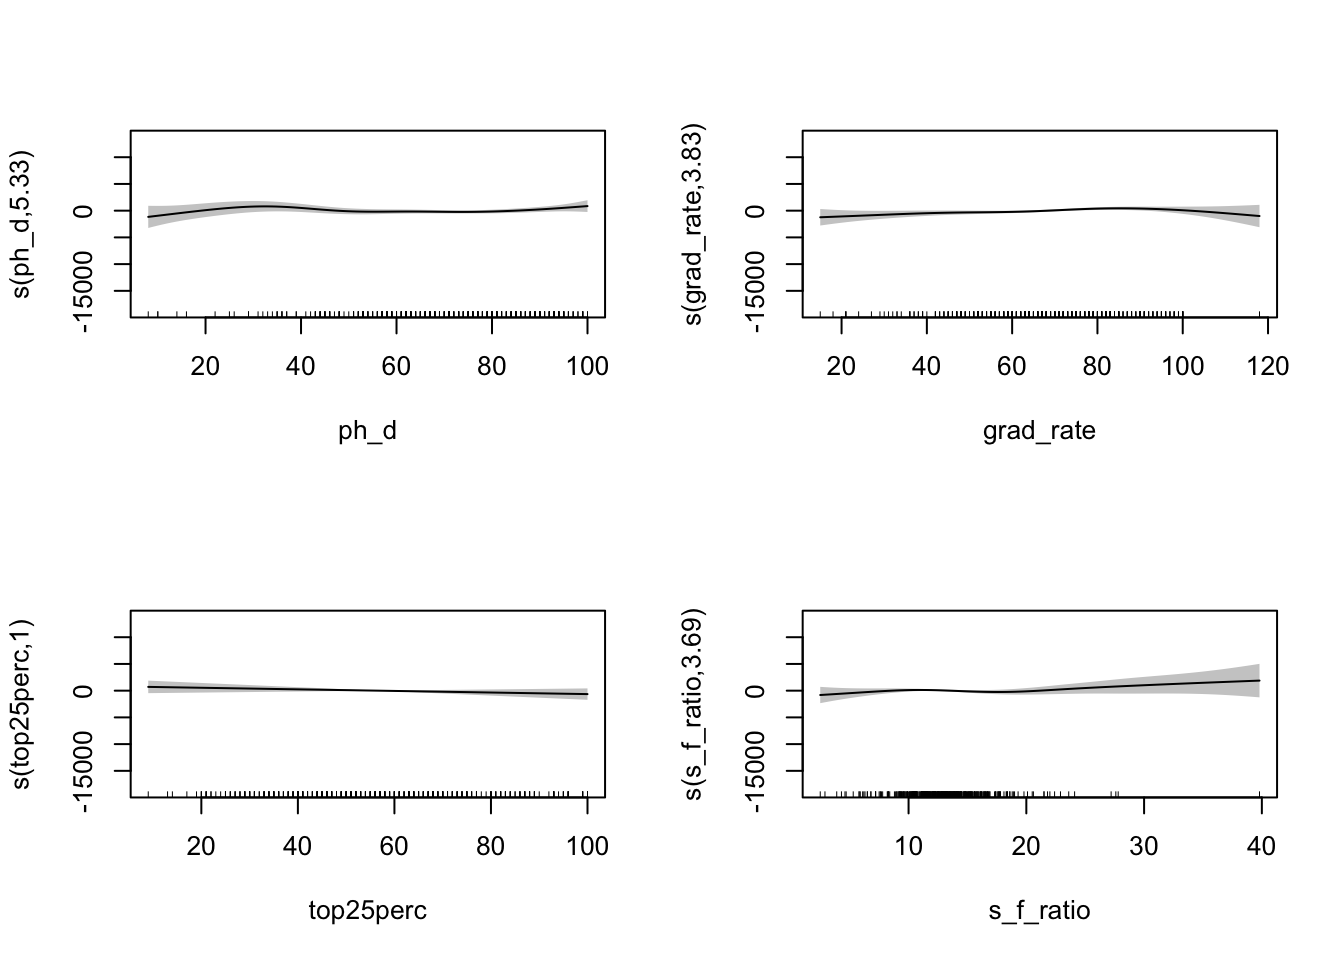 s(ph_d,5.33)
0
-15000
20 40 60 80 100
ph_d
s(grad_rate,3.83)
0
-15000
20 40 60 80 100 120
grad_rate
s(top25perc,1)
0
-15000
20 40 60 80 100
top25perc
s(s_f_ratio,3.69)
0
-15000
10 20 30 40
s_f_ratio